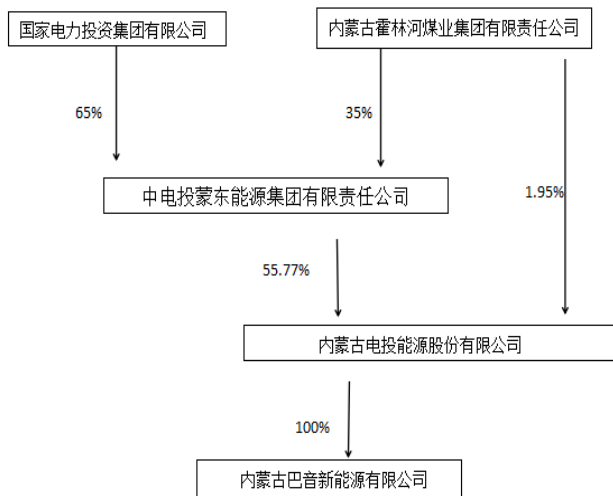 国家电力投资集团有限公司
内蒙古霍林河煤业集团有限责任公司
65%
35%
中电投蒙东能源集团有限责任公司
1.95%
55.77%
内蒙古电投能源股份有限公司
100%
内蒙古巴音新能源有限公司